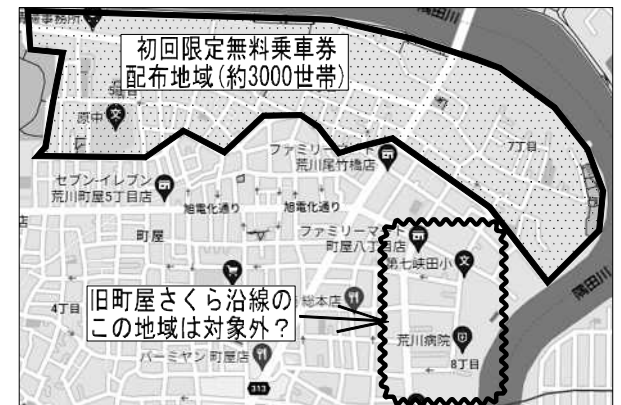 初回限定無料乗車券
配布地域(約3000世帯)
隅田川
原中
7丁目
ファミリーマート
荒川尾竹橋店
セブン-イレブン
荒川町屋5丁目店
旭電化通り
旭電化通り
町屋
ファミリーマート
町屋八丁目店
第七峡田小
隅田川
旧町屋さくら沿線の
この地域は対象外?
総本店
4丁目
荒川病院
バーミヤン 町屋店
8丁目
313